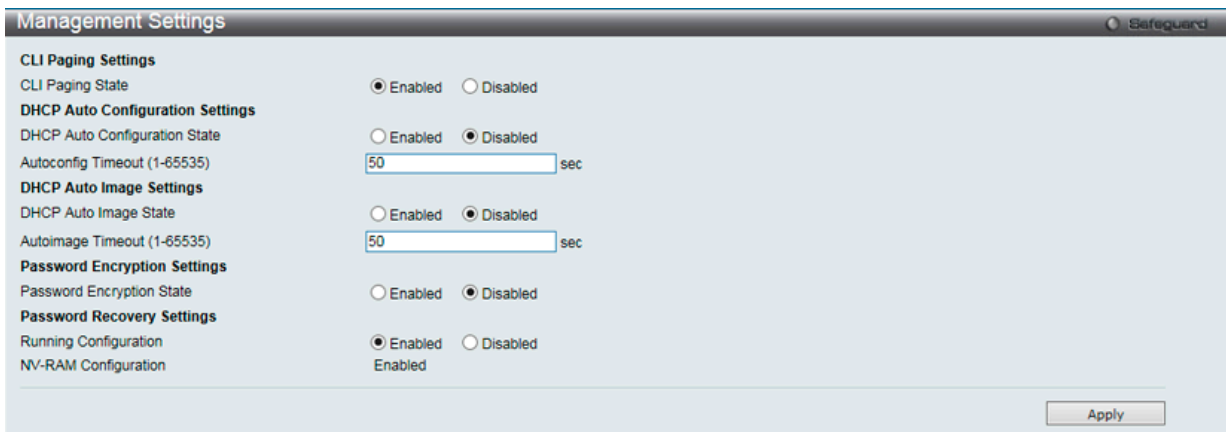 Management Settings Safeguard
CLI Paging Settings
CLI Paging State Enabled Disabled
DHCP Auto Configuration Settings
DHCP Auto Configuration State Enabled Disabled
Autoconfig Timeout (1-65535) 50 sec
DHCP Auto Image Settings
DHCP Auto Image State Enabled Disabled
Autoimage Timeout (1-65535) 50 sec
Password Encryption Settings
Password Encryption State Enabled Disabled
Password Recovery Settings
Running Configuration Enabled Disabled
NV-RAM Configuration Enabled
Apply